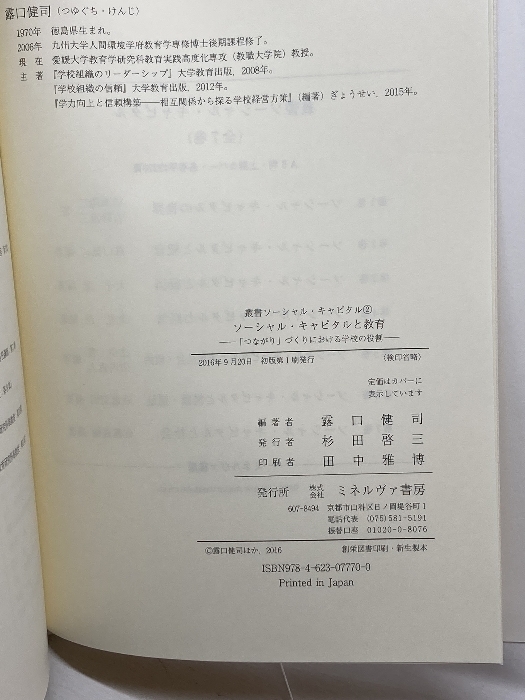 露口健司(つゆぐち・けんじ)
1970年 徳島県生まれ。
2006年 九州大学人間環境学府教育学専修博士後期課程修了。
現在 愛媛大学教育学研究科教育実践高度化専攻(教職大学院)教授。
主著 『学校組織のリーダーシップ』大学教育出版, 2008年。
『学校組織の信頼』大学教育出版, 2012年。
『学力向上と信頼構築——相互関係から探る学校経営方策』(編著)ぎょうせい, 2015年。
叢書ソーシャル・キャピタル②
ソーシャル・キャピタルと教育
——「つながり」づくりにおける学校の役割——
2016年9月20日 初版第1刷発行 〈検印省略〉
定価はカバーに
表示しています
編著者 露口健司
発行者 杉田啓三
印刷者 田中雅博
発行所 株式会社 ミネルヴァ書房
607-8494 京都市山科区日ノ岡堤谷町1
電話代表 (075)581-5191
振替口座 01020-0-8076
©露口健司ほか, 2016 創栄図書印刷・新生製本
ISBN978-4-623-07770-0
Printed in Japan